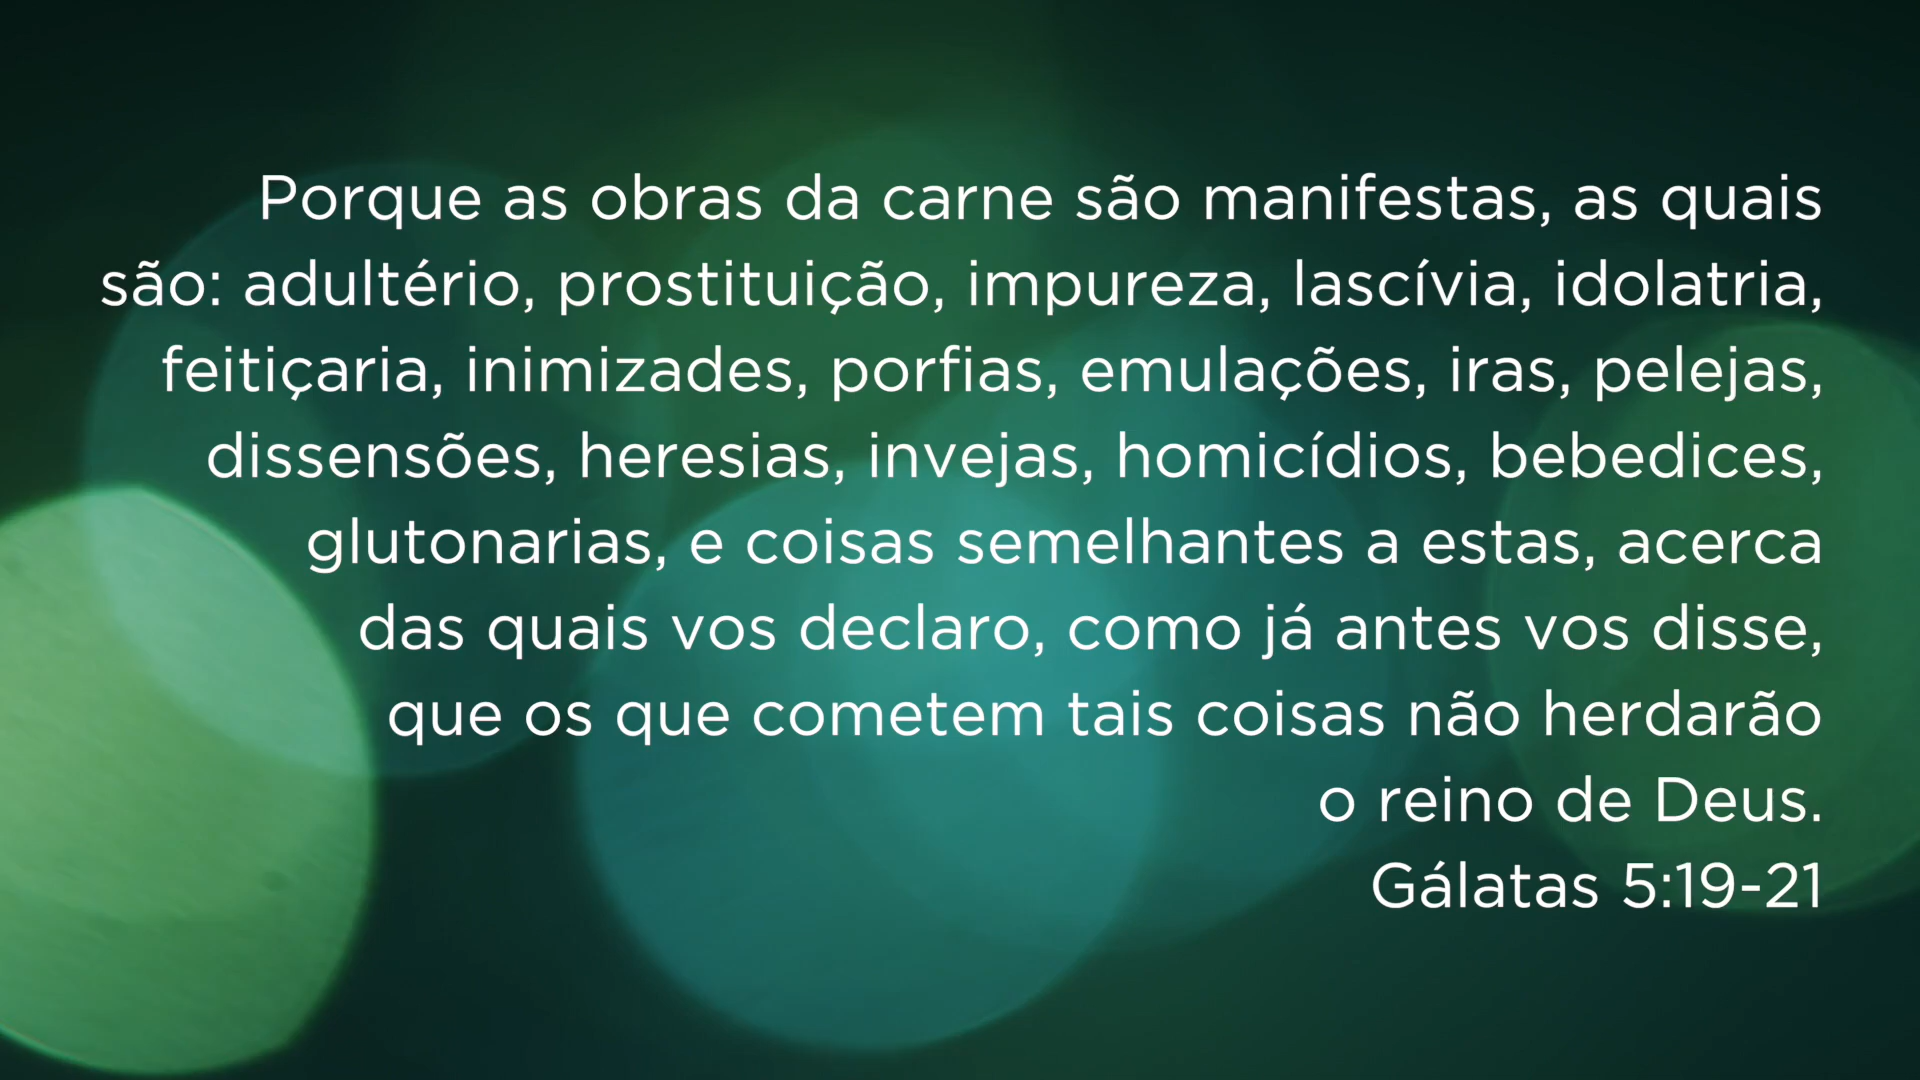 Porque as obras da carne são manifestas, as quais
são: adultério, prostituição, impureza, lascívia, idolatria,
feitiçaria, inimizades, porfias, emulações, iras, pelejas,
dissensões, heresias, invejas, homicídios, bebedices,
glutonarias, e coisas semelhantes a estas, acerca
das quais vos declaro, como já antes vos disse,
que os que cometem tais coisas não herdarão
o reino de Deus.
Gálatas 5:19-21